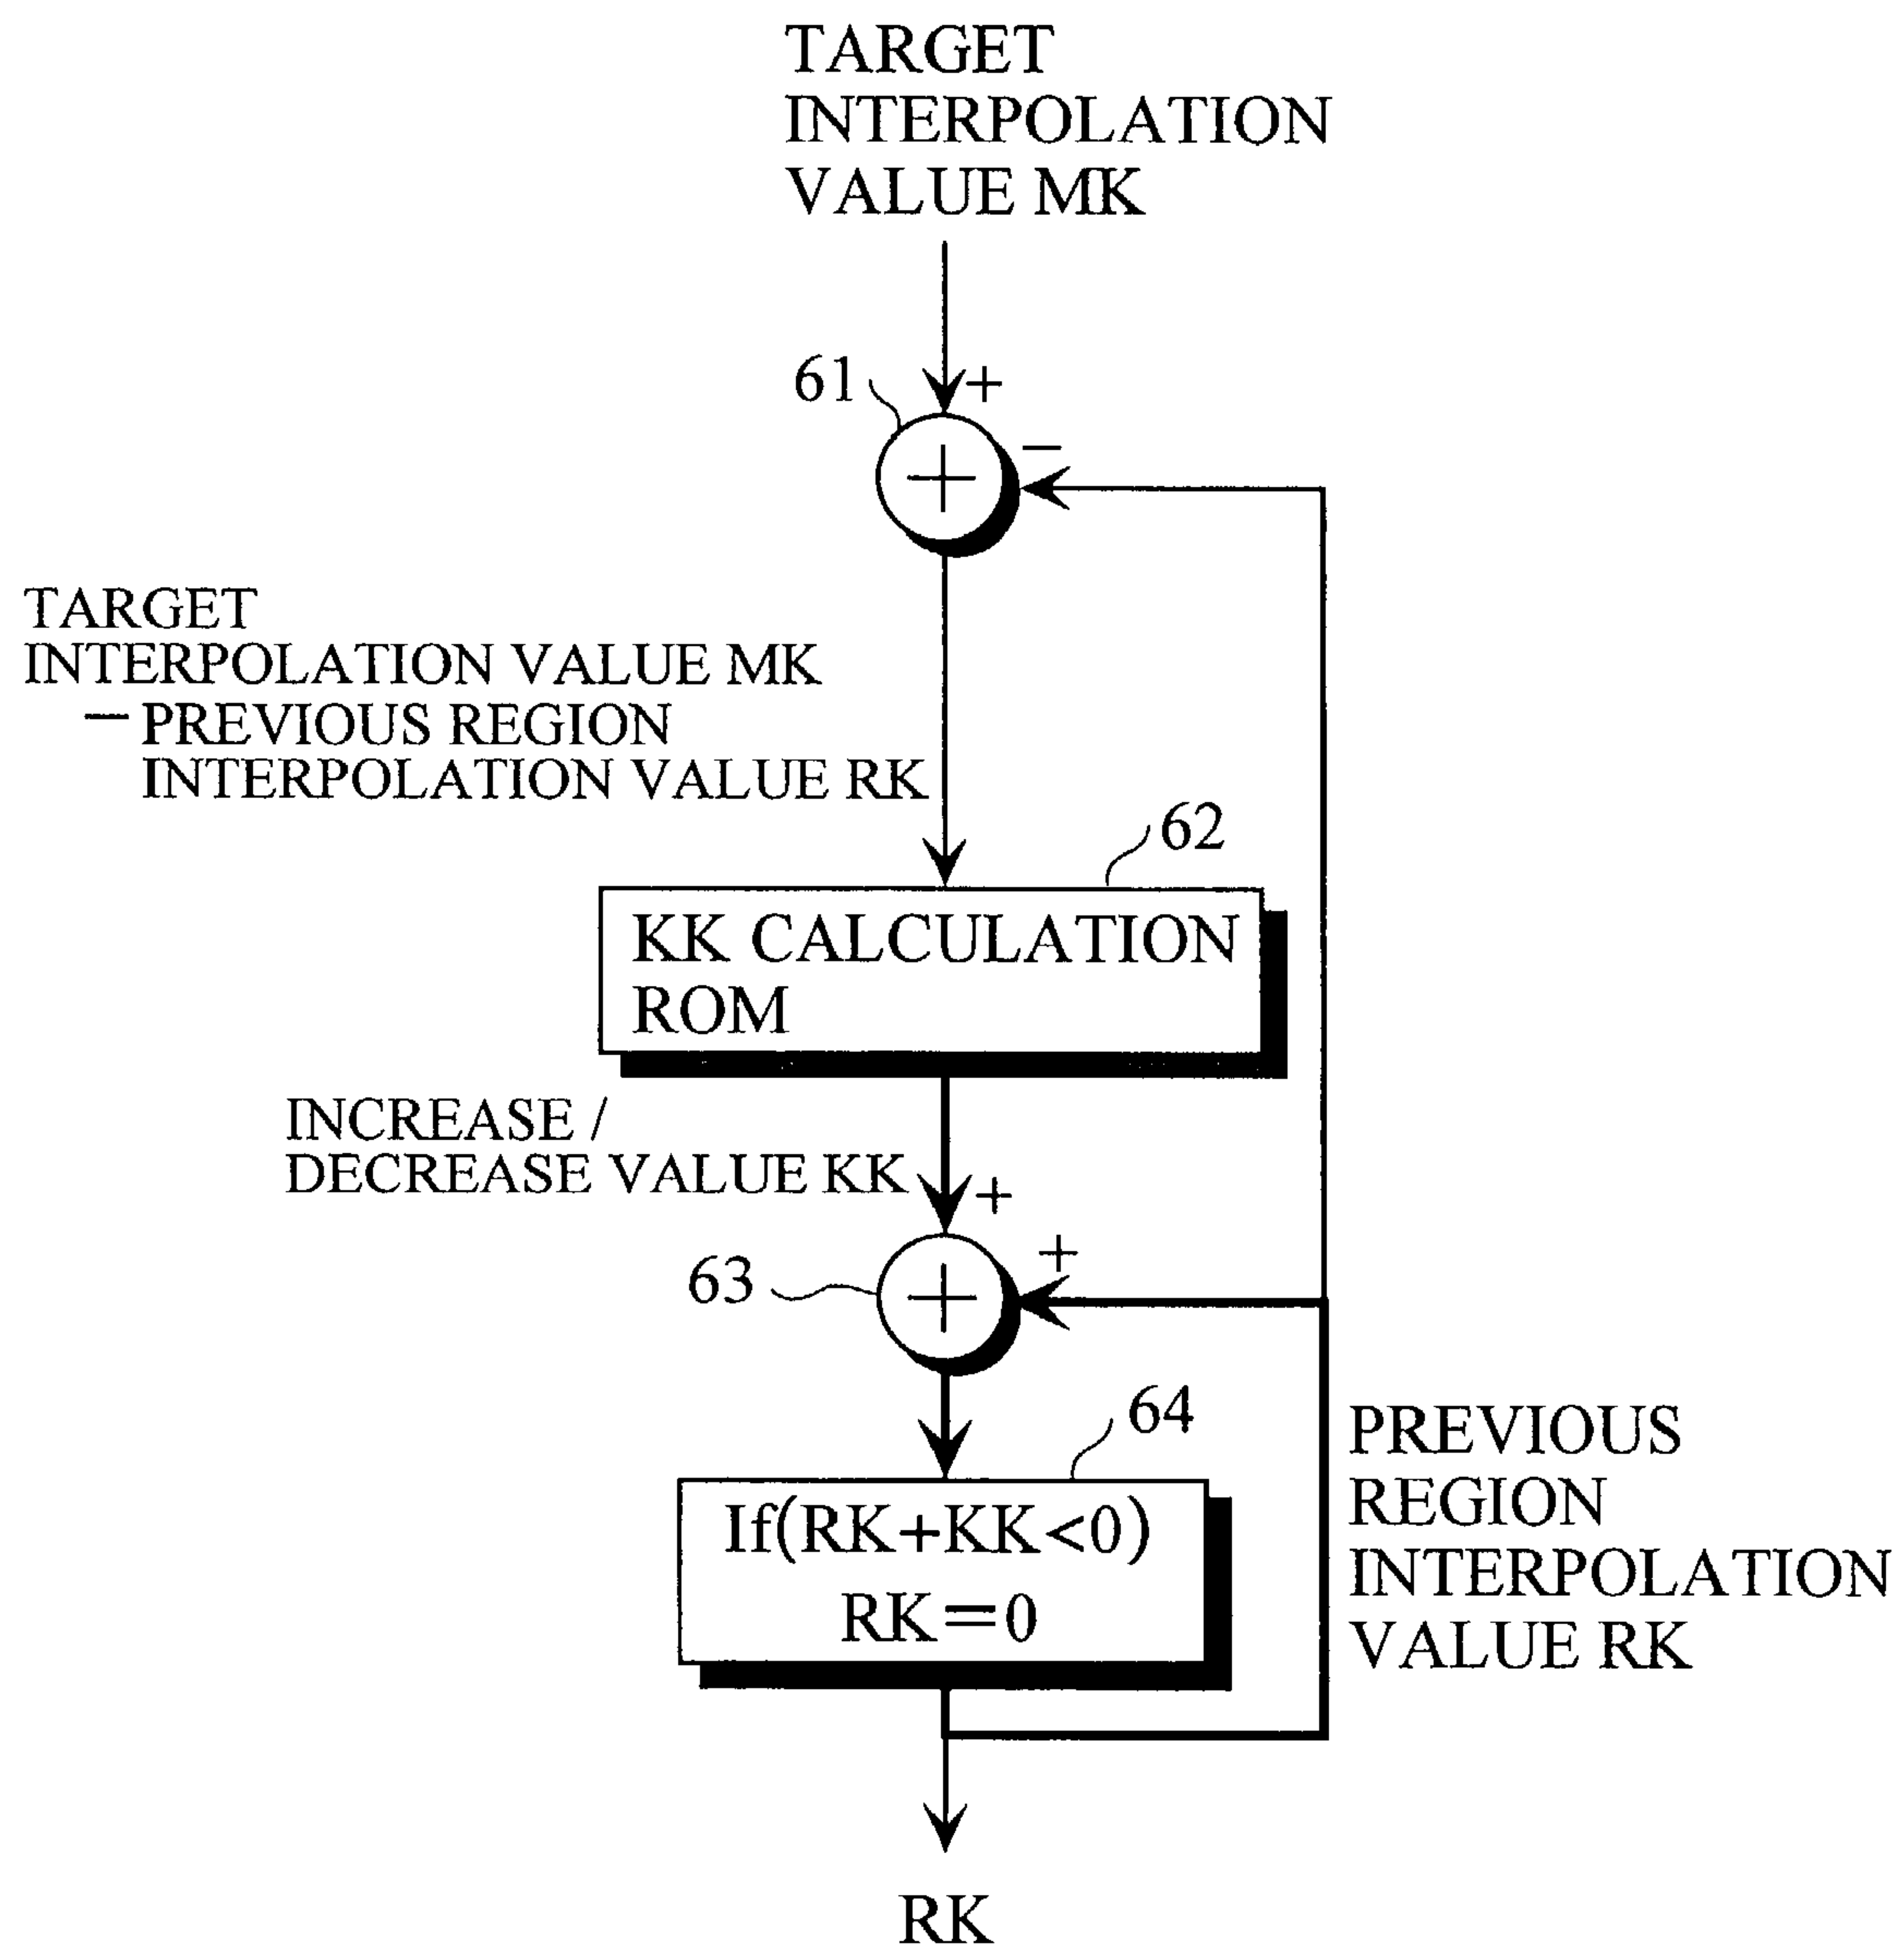 TARGET
INTERPOLATION
VALUE MK
61
+
−
+
TARGET
INTERPOLATION VALUE MK
− PREVIOUS REGION
INTERPOLATION VALUE RK
62
KK CALCULATION
ROM
INCREASE /
DECREASE VALUE KK
+
+
63
+
64
If(RK+KK<0)
RK=0
PREVIOUS
REGION
INTERPOLATION
VALUE RK
RK